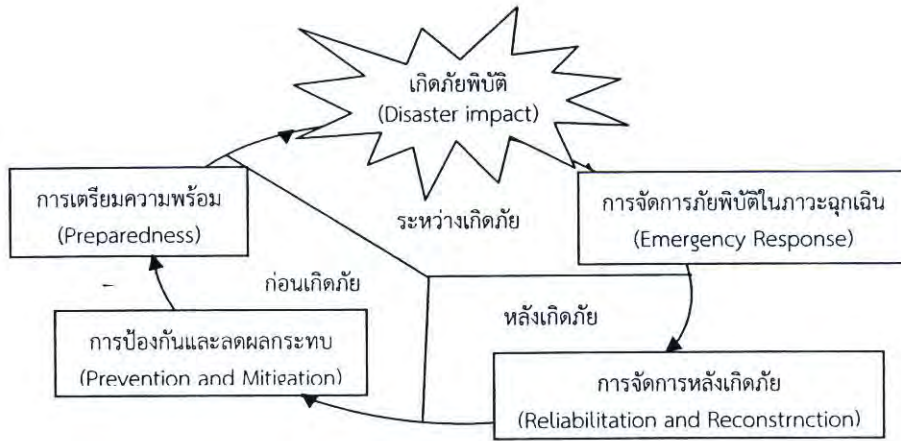 เกิดภัยพิบัติ
(Disaster impact)
การเตรียมความพร้อม
(Preparedness)
การจัดการภัยพิบัติในภาวะฉุกเฉิน
(Emergency Response)
ระหว่างเกิดภัย
ก่อนเกิดภัย
หลังเกิดภัย
การป้องกันและลดผลกระทบ
(Prevention and Mitigation)
การจัดการหลังเกิดภัย
(Reliabilitation and Reconstrnction)